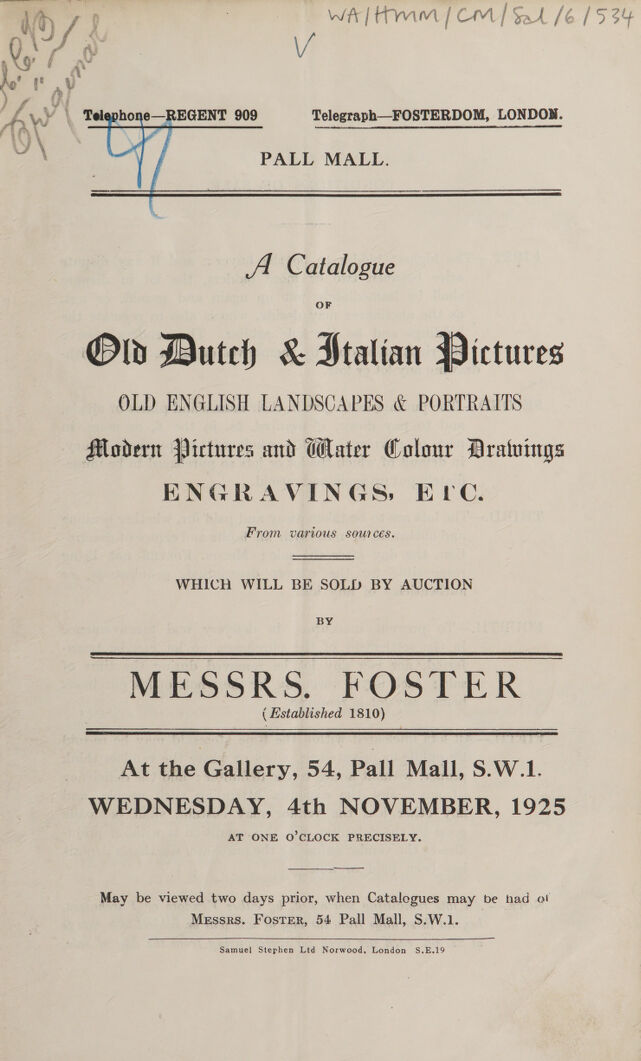 WA/HMM/CM/Sal/6/534
Telephone—REGENT 909 Telegraph—FOSTERDOM, LONDON.
PALL MALL.
A Catalogue
OF
Old Dutch & Italian Pictures
OLD ENGLISH LANDSCAPES & PORTRAITS
Modern Pictures and Water Colour Drawings
ENGRAVINGS, ETC.
From various sources.
WHICH WILL BE SOLD BY AUCTION
BY
MESSRS. FOSTER
(Established 1810)
At the Gallery, 54, Pall Mall, S.W.1.
WEDNESDAY, 4th NOVEMBER, 1925
AT ONE O'CLOCK PRECISELY.
May be viewed two days prior, when Catalogues may be had of
MESSRS. FOSTER, 54 Pall Mall, S.W.1.
Samuel Stephen Ltd Norwood, London S.E.19